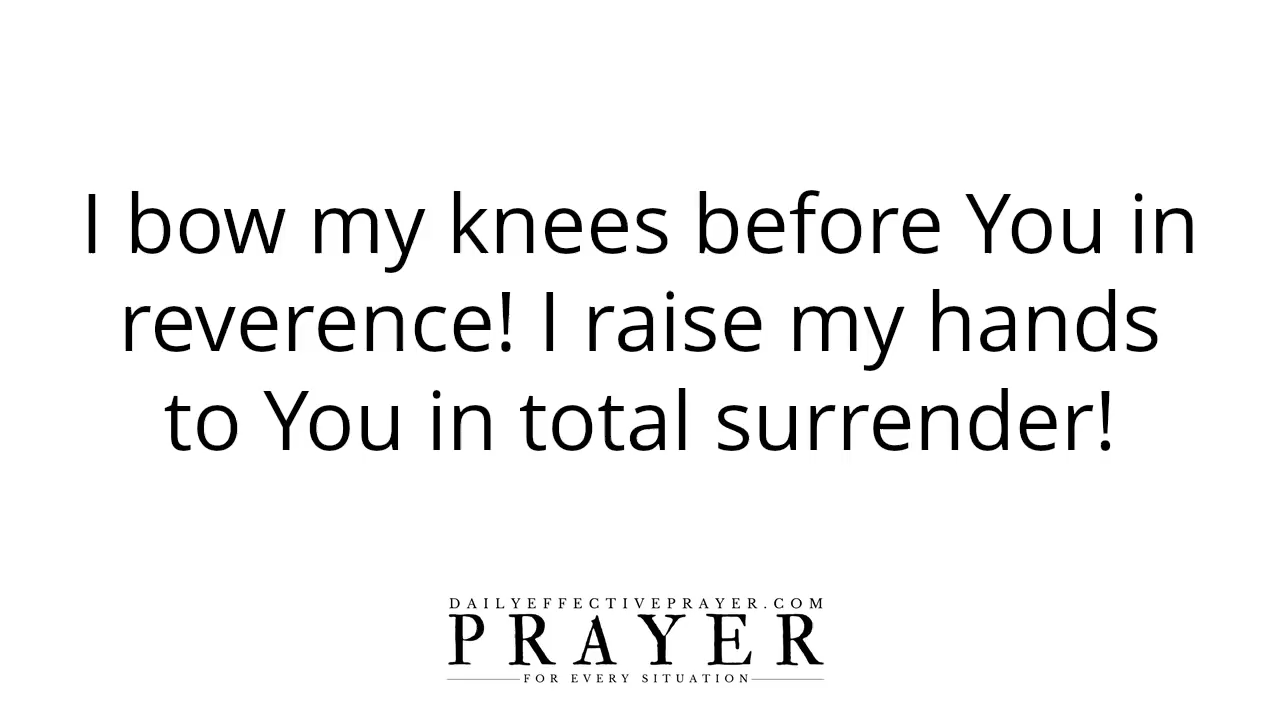 I bow my knees before You in
reverence! I raise my hands
to You in total surrender!
DAILYEFFECTIVEPRAYER.COM
PRAYER
FOR EVERY SITUATION